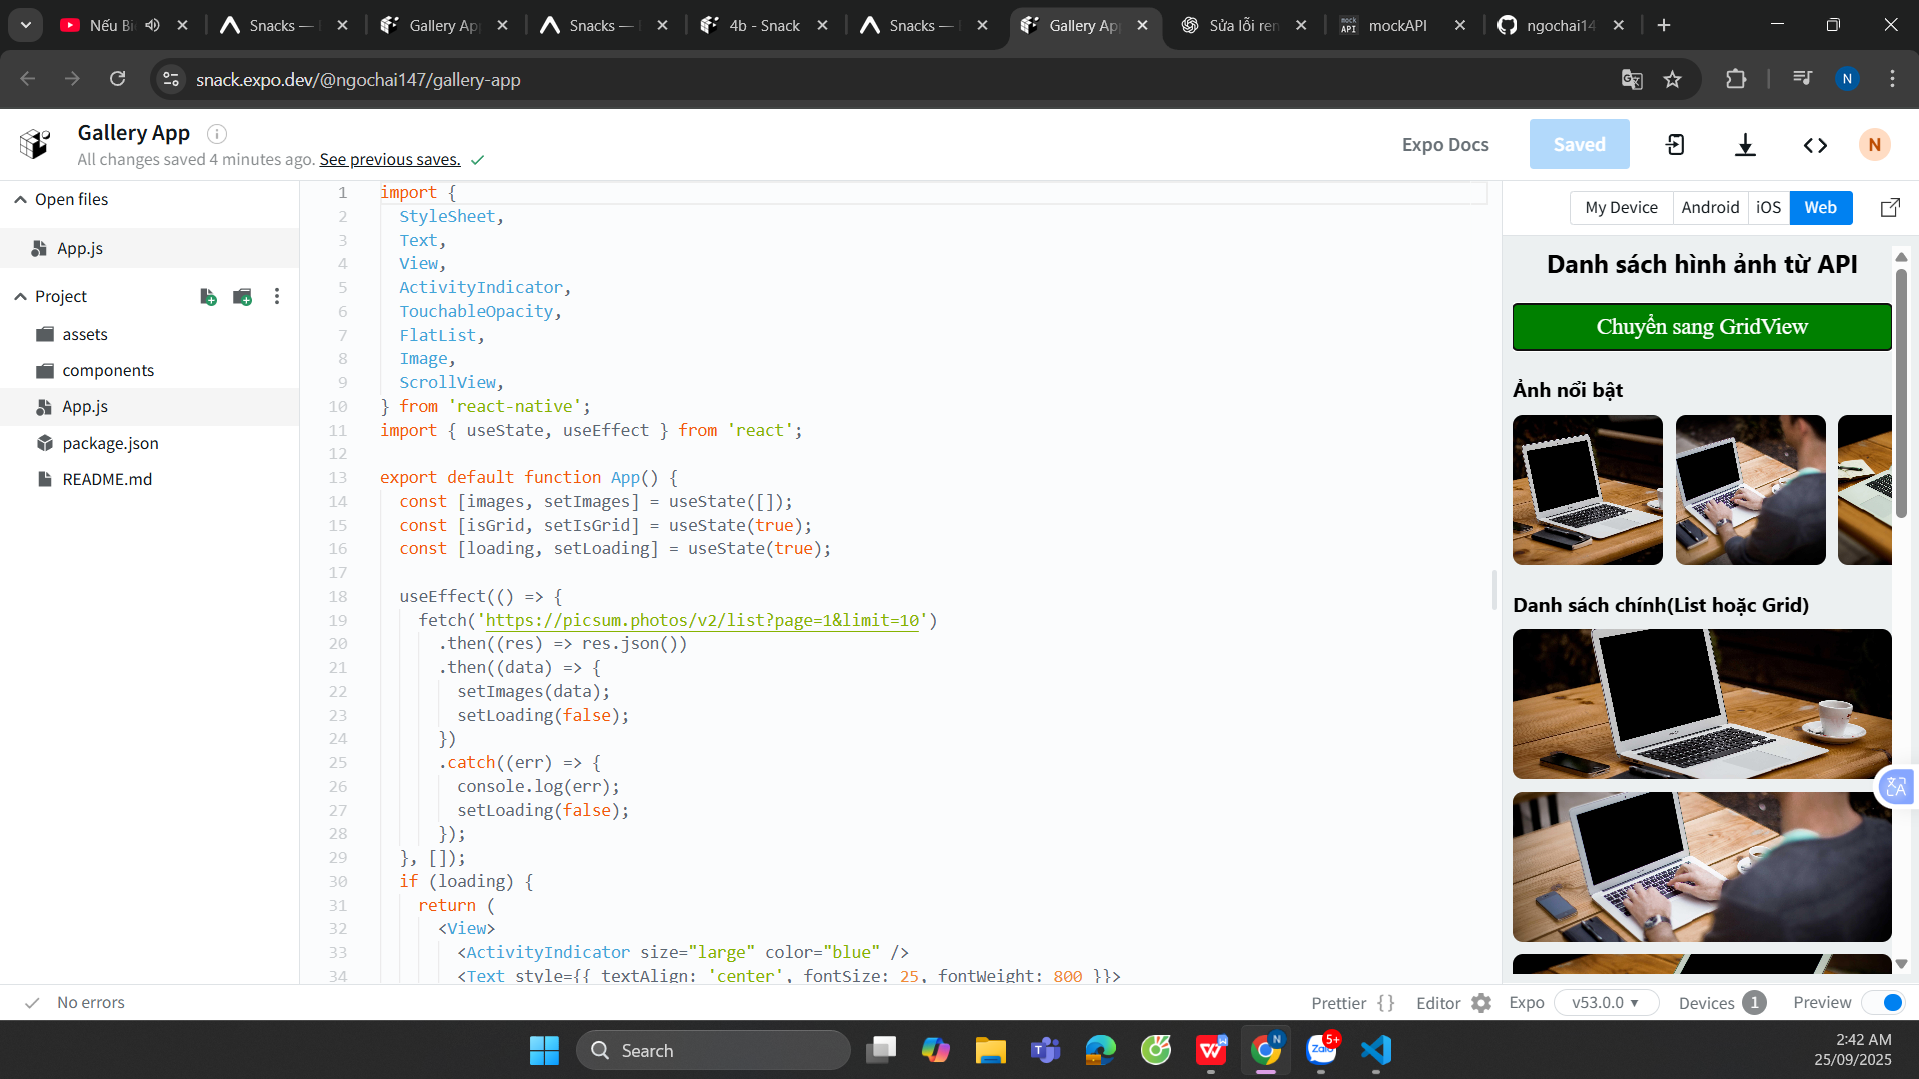 Nếu Bi
Snacks —
Gallery Ap
Snacks —
4b - Snack
Snacks —
Gallery Ap
Sửa lỗi ren
mock API
mockAPI
ngochai14
snack.expo.dev/@ngochai147/gallery-app
N
Gallery App
All changes saved 4 minutes ago. See previous saves.
Expo Docs
Saved
N
Open files
App.js
Project
assets
components
App.js
package.json
README.md
1 import {
2 StyleSheet,
3 Text,
4 View,
5 ActivityIndicator,
6 TouchableOpacity,
7 FlatList,
8 Image,
9 ScrollView,
10 } from 'react-native';
11 import { useState, useEffect } from 'react';
12
13 export default function App() {
14 const [images, setImages] = useState([]);
15 const [isGrid, setIsGrid] = useState(true);
16 const [loading, setLoading] = useState(true);
17
18 useEffect(() => {
19 fetch('https://picsum.photos/v2/list?page=1&limit=10')
20 .then((res) => res.json())
21 .then((data) => {
22 setImages(data);
23 setLoading(false);
24 })
25 .catch((err) => {
26 console.log(err);
27 setLoading(false);
28 });
29 }, []);
30 if (loading) {
31 return (
32 <View>
33 <ActivityIndicator size="large" color="blue" />
34 <Text style={{ textAlign: 'center', fontSize: 25, fontWeight: 800 }}>
My Device
Android
iOS
Web
Danh sách hình ảnh từ API
Chuyển sang GridView
Ảnh nổi bật
Danh sách chính(List hoặc Grid)
No errors
Prettier { }
Editor
Expo
v53.0.0
Devices 1
Preview
Search
N
Zalo
5+
2:42 AM
25/09/2025